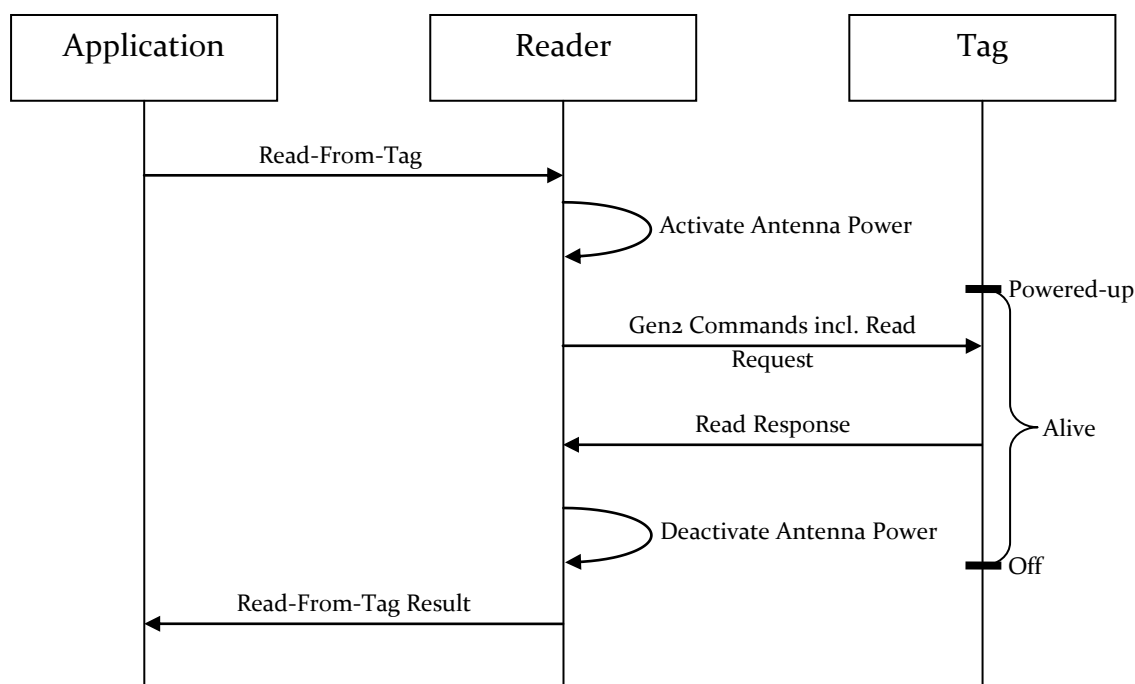 Application
Reader
Tag
Read-From-Tag
Activate Antenna Power
Powered-up
Gen2 Commands incl. Read
Request
Read Response
Alive
Deactivate Antenna Power
Off
Read-From-Tag Result